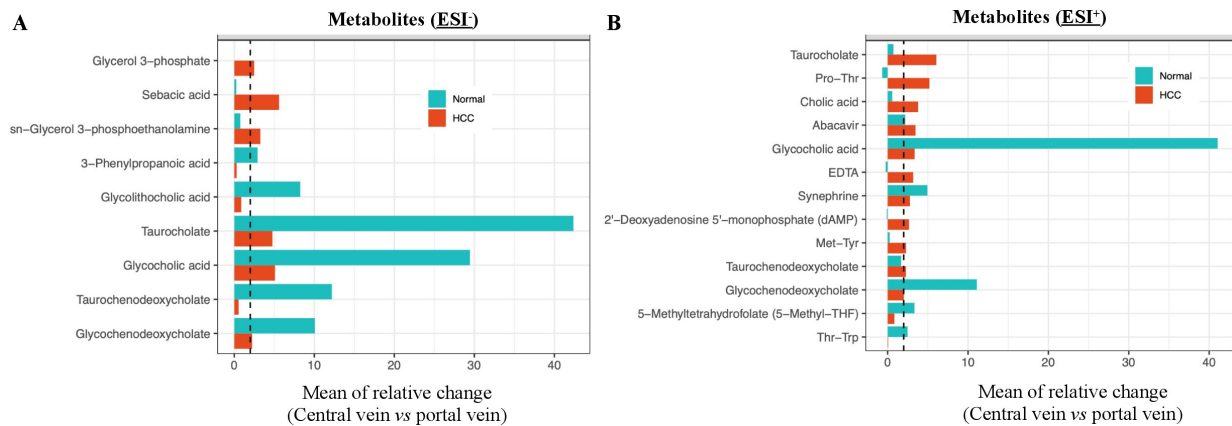 A
Metabolites (ESI-)
Glycerol 3−phosphate
Sebacic acid
sn−Glycerol 3−phosphoethanolamine
3−Phenylpropanoic acid
Glycolithocholic acid
Taurocholate
Glycocholic acid
Taurochenodeoxycholate
Glycochenodeoxycholate
Normal
HCC
0 10 20 30 40
Mean of relative change
(Central vein vs portal vein)
B
Metabolites (ESI+)
Taurocholate
Pro−Thr
Cholic acid
Abacavir
Glycocholic acid
EDTA
Synephrine
2'−Deoxyadenosine 5'−monophosphate (dAMP)
Met−Tyr
Taurochenodeoxycholate
Glycochenodeoxycholate
5−Methyltetrahydrofolate (5−Methyl−THF)
Thr−Trp
Normal
HCC
0 10 20 30 40
Mean of relative change
(Central vein vs portal vein)